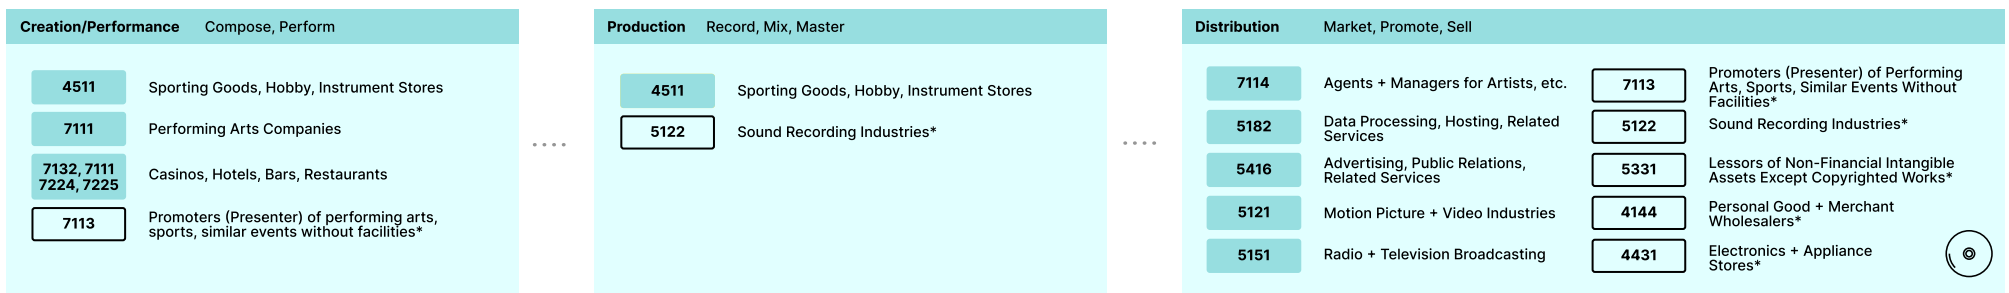 Creation/Performance Compose, Perform
4511 Sporting Goods, Hobby, Instrument Stores
7111 Performing Arts Companies
7132, 7111
7224, 7225
Casinos, Hotels, Bars, Restaurants
7113
Promoters (Presenter) of performing arts,
sports, similar events without facilities*
Production Record, Mix, Master
4511 Sporting Goods, Hobby, Instrument Stores
5122 Sound Recording Industries*
Distribution Market, Promote, Sell
7114 Agents + Managers for Artists, etc.
5182
Data Processing, Hosting, Related
Services
5416
Advertising, Public Relations,
Related Services
5121 Motion Picture + Video Industries
5151 Radio + Television Broadcasting
7113
Promoters (Presenter) of Performing
Arts, Sports, Similar Events Without
Facilities*
5122 Sound Recording Industries*
5331
Lessors of Non-Financial Intangible
Assets Except Copyrighted Works*
4144
Personal Good + Merchant
Wholesalers*
4431
Electronics + Appliance
Stores*